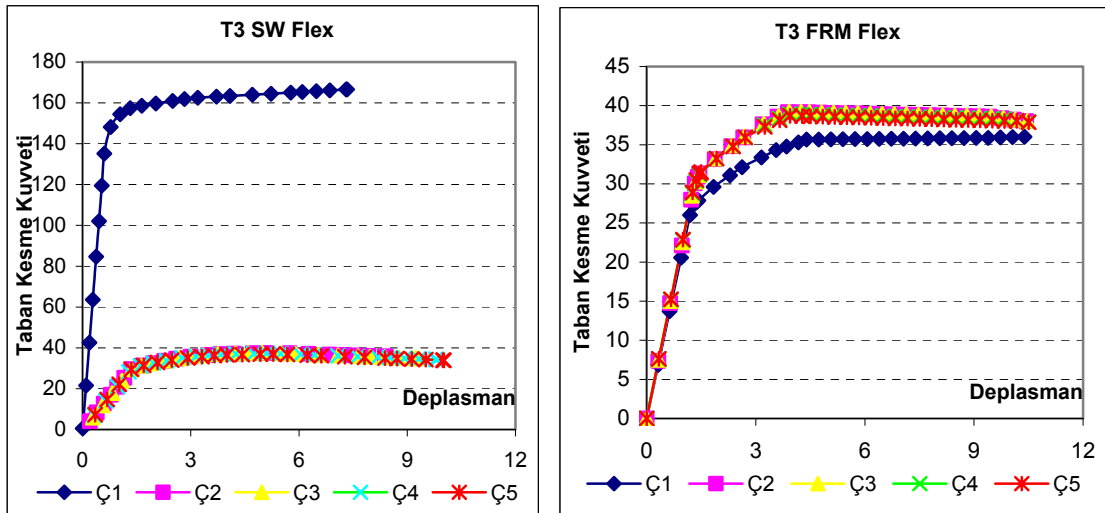 T3 SW Flex
Taban Kesme Kuvveti
180
160
140
120
100
80
60
40
20
0
0 3 6 9 12
Deplasman
Ç1 Ç2 Ç3 Ç4 Ç5
T3 FRM Flex
Taban Kesme Kuvveti
45
40
35
30
25
20
15
10
5
0
0 3 6 9 12
Deplasman
Ç1 Ç2 Ç3 Ç4 Ç5